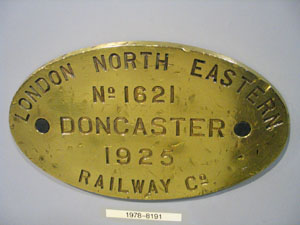 LONDON NORTH EASTERN
No 1621
DONCASTER
1925
RAILWAY Co
1978-8191